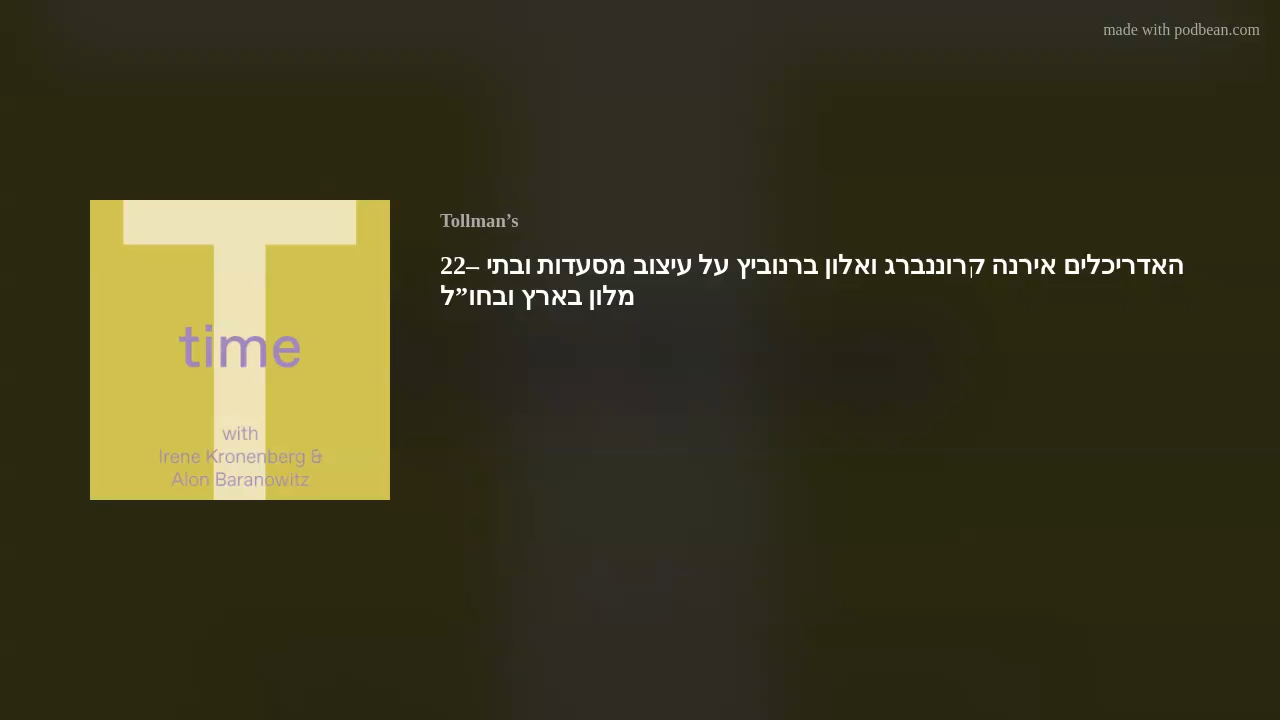 made with podbean.com
Tollman’s
22– האדריכלים אירנה קרוננברג ואלון ברנוביץ על עיצוב מסעדות ובתי
מלון בארץ ובחו”ל
T
time
with
Irene Kronenberg &
Alon Baranowitz